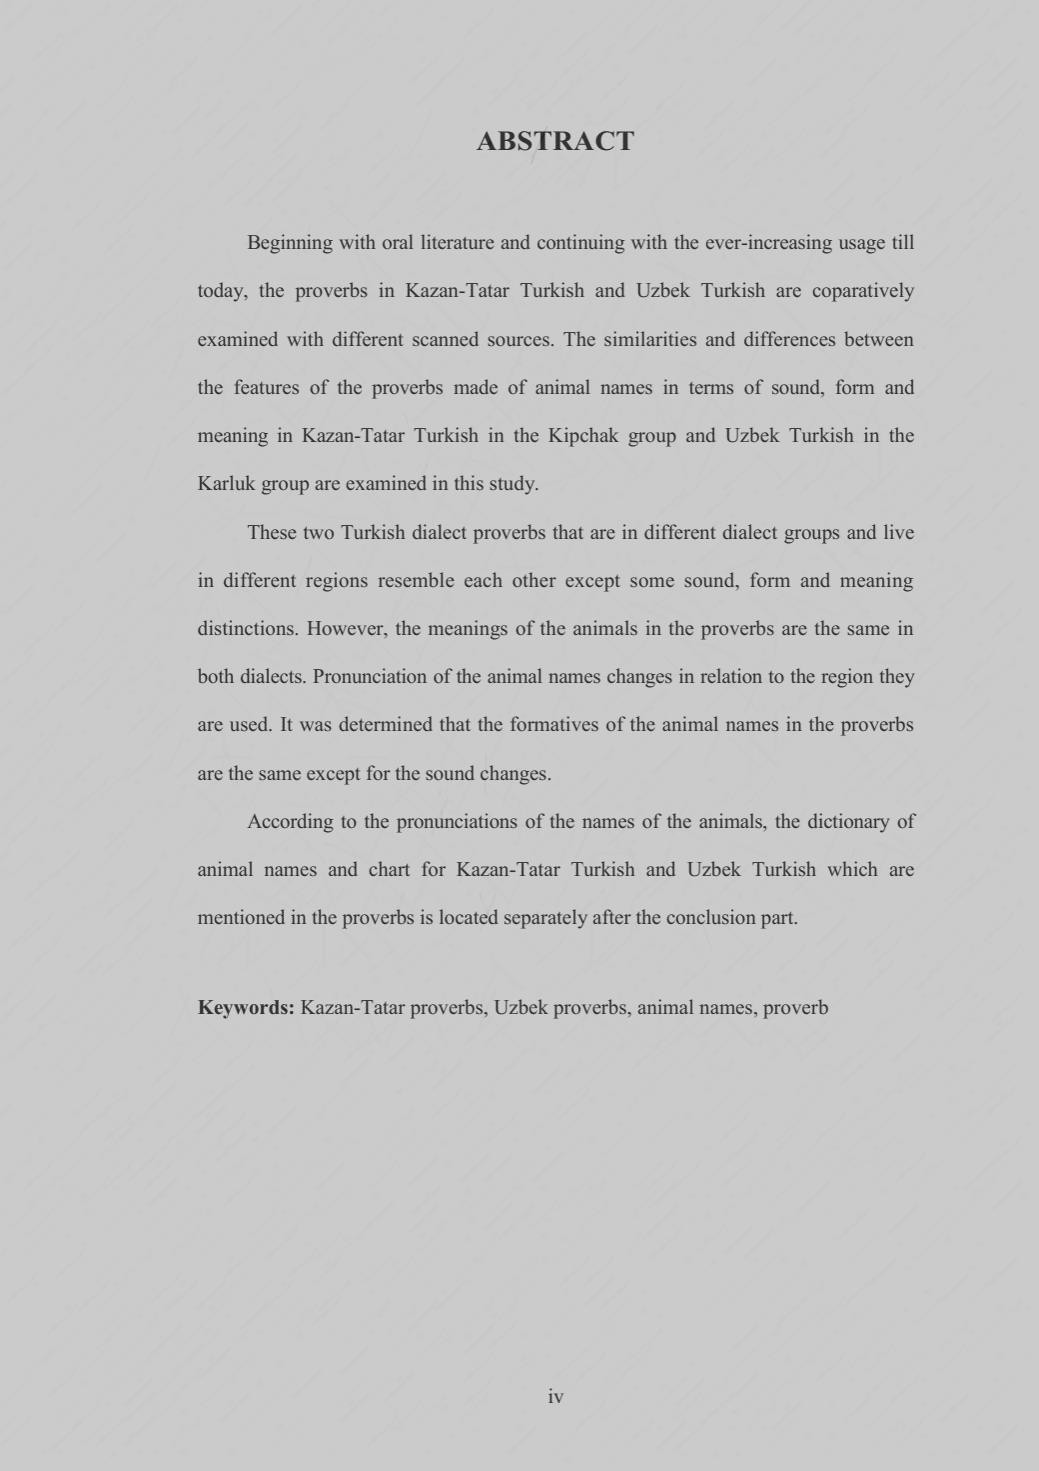 ABSTRACT
Beginning with oral literature and continuing with the ever-increasing usage till
today, the proverbs in Kazan-Tatar Turkish and Uzbek Turkish are coparatively
examined with different scanned sources. The similarities and differences between
the features of the proverbs made of animal names in terms of sound, form and
meaning in Kazan-Tatar Turkish in the Kipchak group and Uzbek Turkish in the
Karluk group are examined in this study.
These two Turkish dialect proverbs that are in different dialect groups and live
in different regions resemble each other except some sound, form and meaning
distinctions. However, the meanings of the animals in the proverbs are the same in
both dialects. Pronunciation of the animal names changes in relation to the region they
are used. It was determined that the formatives of the animal names in the proverbs
are the same except for the sound changes.
According to the pronunciations of the names of the animals, the dictionary of
animal names and chart for Kazan-Tatar Turkish and Uzbek Turkish which are
mentioned in the proverbs is located separately after the conclusion part.
Keywords: Kazan-Tatar proverbs, Uzbek proverbs, animal names, proverb
iv